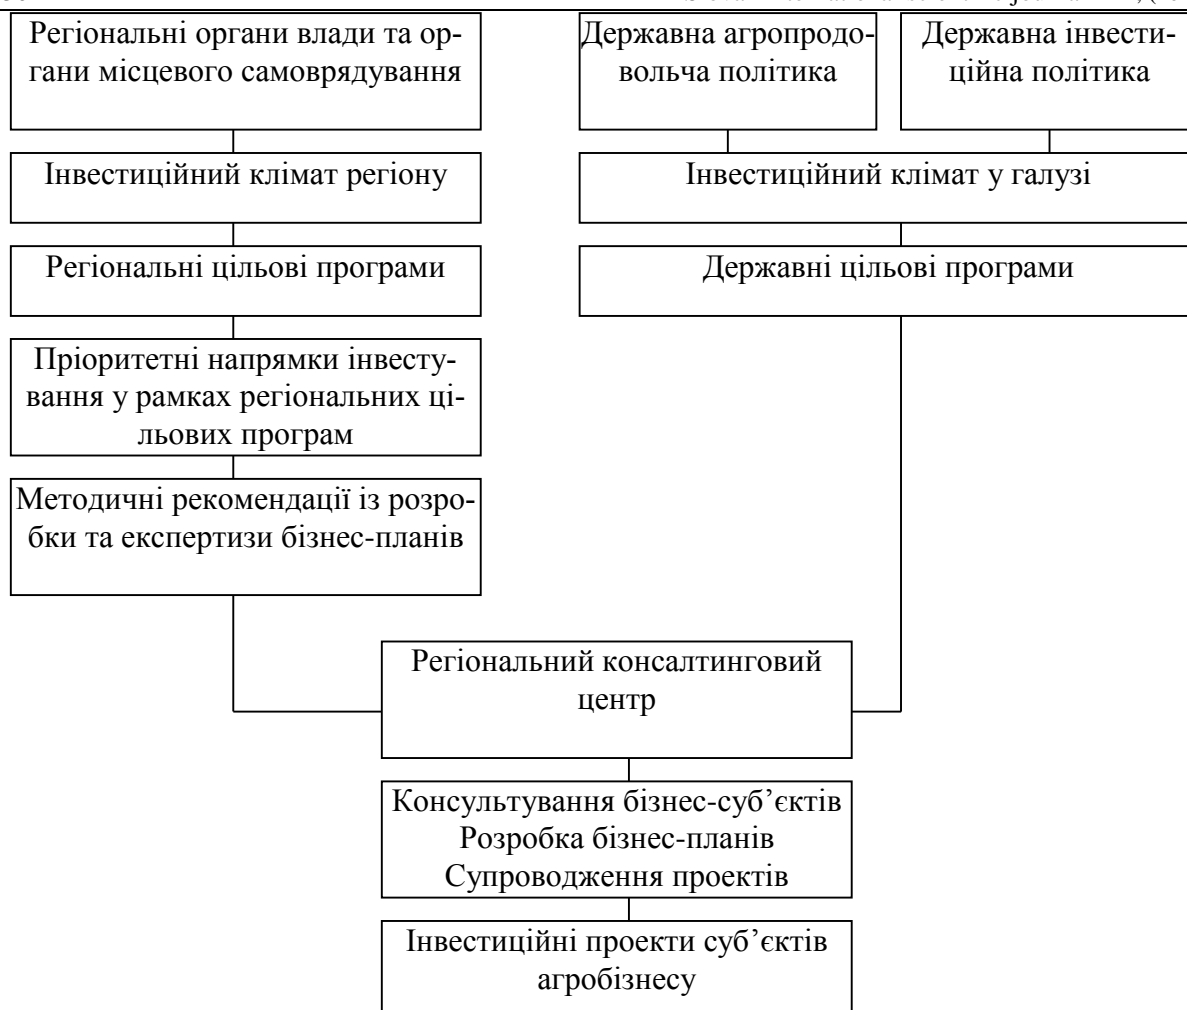 Регіональні органи влади та ор-
гани місцевого самоврядування
Державна агропродо-
вольча політика
Державна інвести-
ційна політика
Інвестиційний клімат регіону
Інвестиційний клімат у галузі
Регіональні цільові програми
Державні цільові програми
Пріоритетні напрямки інвесту-
вання у рамках регіональних ці-
льових програм
Методичні рекомендації із розро-
бки та експертизи бізнес-планів
Регіональний консалтинговий
центр
Консультування бізнес-суб’єктів
Розробка бізнес-планів
Супроводження проектів
Інвестиційні проекти суб’єктів
агробізнесу